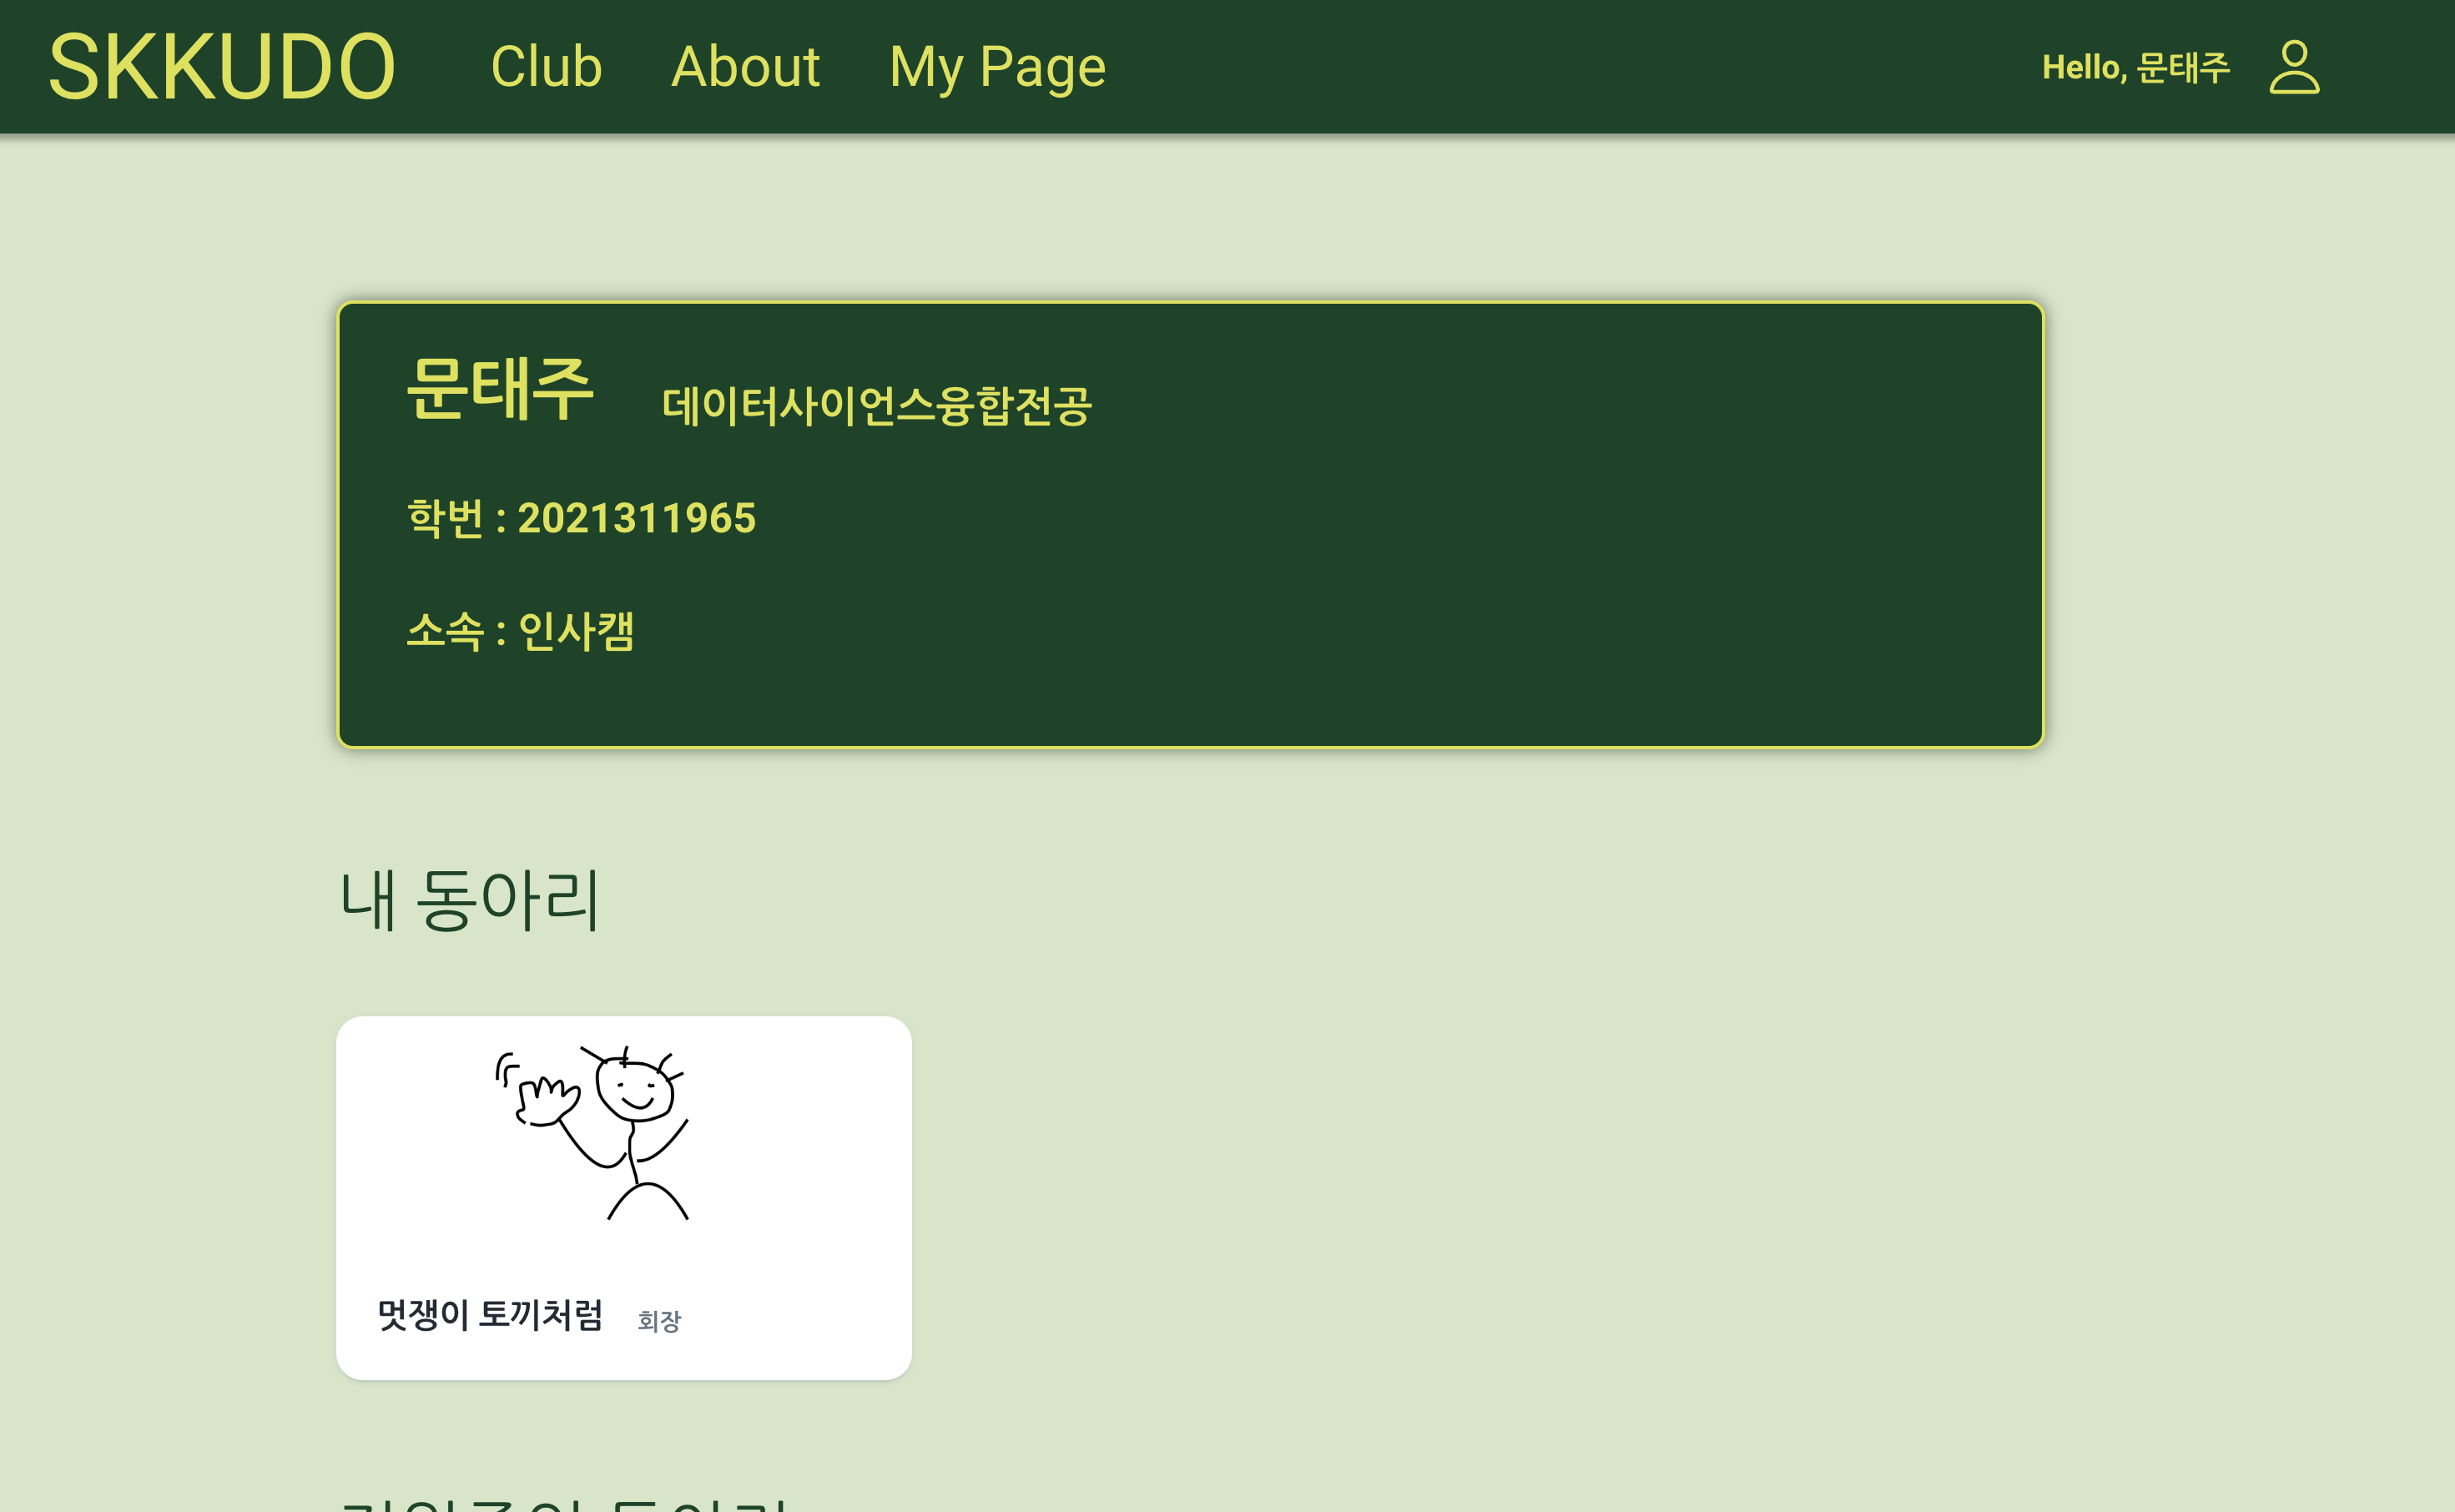 SKKUDO Club About My Page Hello, 문태주
문태주 데이터사이언스융합전공
학번 : 2021311965
소속 : 인사캠
내 동아리
멋쟁이 토끼처럼 회장